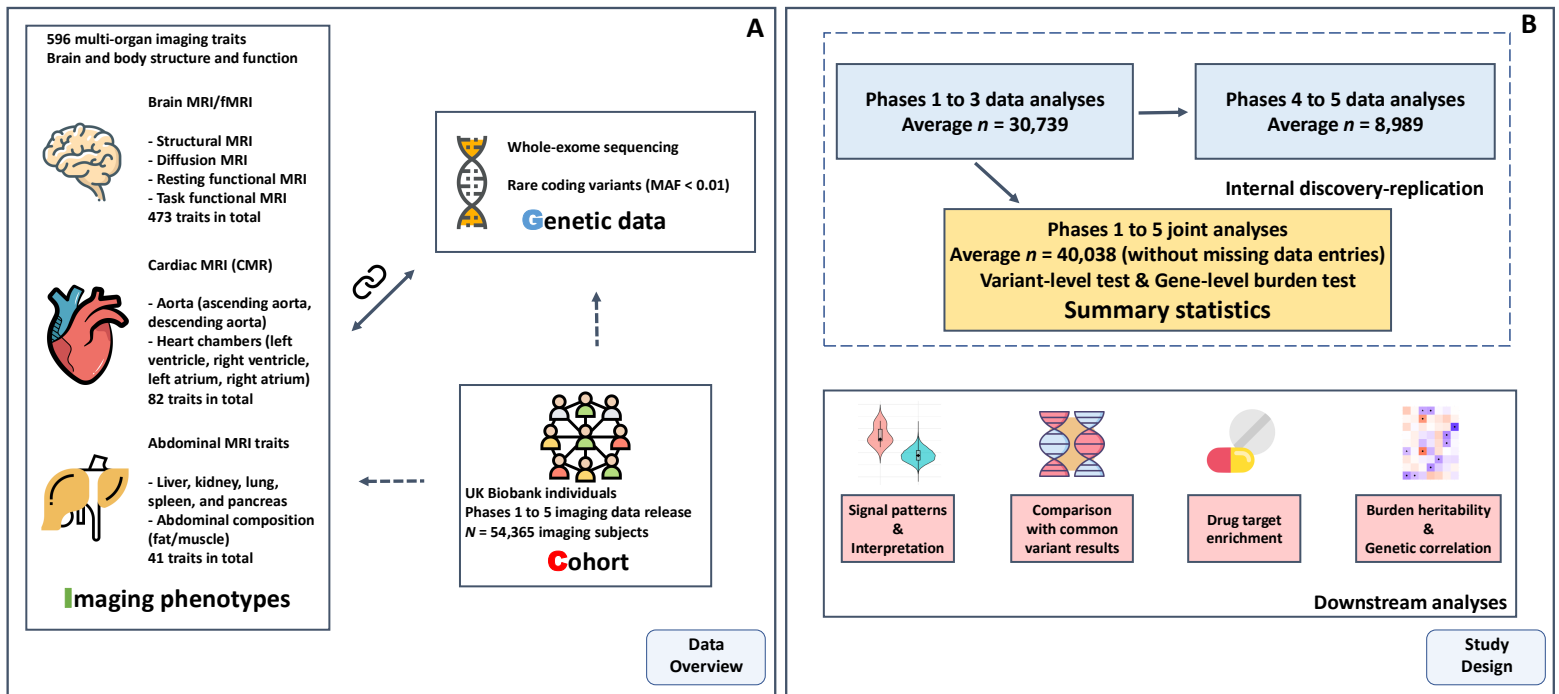 A
596 multi-organ imaging traits
Brain and body structure and function
Brain MRI/fMRI
- Structural MRI
- Diffusion MRI
- Resting functional MRI
- Task functional MRI
473 traits in total
Cardiac MRI (CMR)
- Aorta (ascending aorta,
descending aorta)
- Heart chambers (left
ventricle, right ventricle,
left atrium, right atrium)
82 traits in total
Abdominal MRI traits
- Liver, kidney, lung,
spleen, and pancreas
- Abdominal composition
(fat/muscle)
41 traits in total
Imaging phenotypes
Whole-exome sequencing
Rare coding variants (MAF < 0.01)
Genetic data
UK Biobank individuals
Phases 1 to 5 imaging data release
N = 54,365 imaging subjects
Cohort
Data
Overview
B
Phases 1 to 3 data analyses
Average n = 30,739
Phases 4 to 5 data analyses
Average n = 8,989
Internal discovery-replication
Phases 1 to 5 joint analyses
Average n = 40,038 (without missing data entries)
Variant-level test & Gene-level burden test
Summary statistics
Signal patterns
&
Interpretation
Comparison
with common
variant results
Drug target
enrichment
Burden heritability
&
Genetic correlation
Downstream analyses
Study
Design